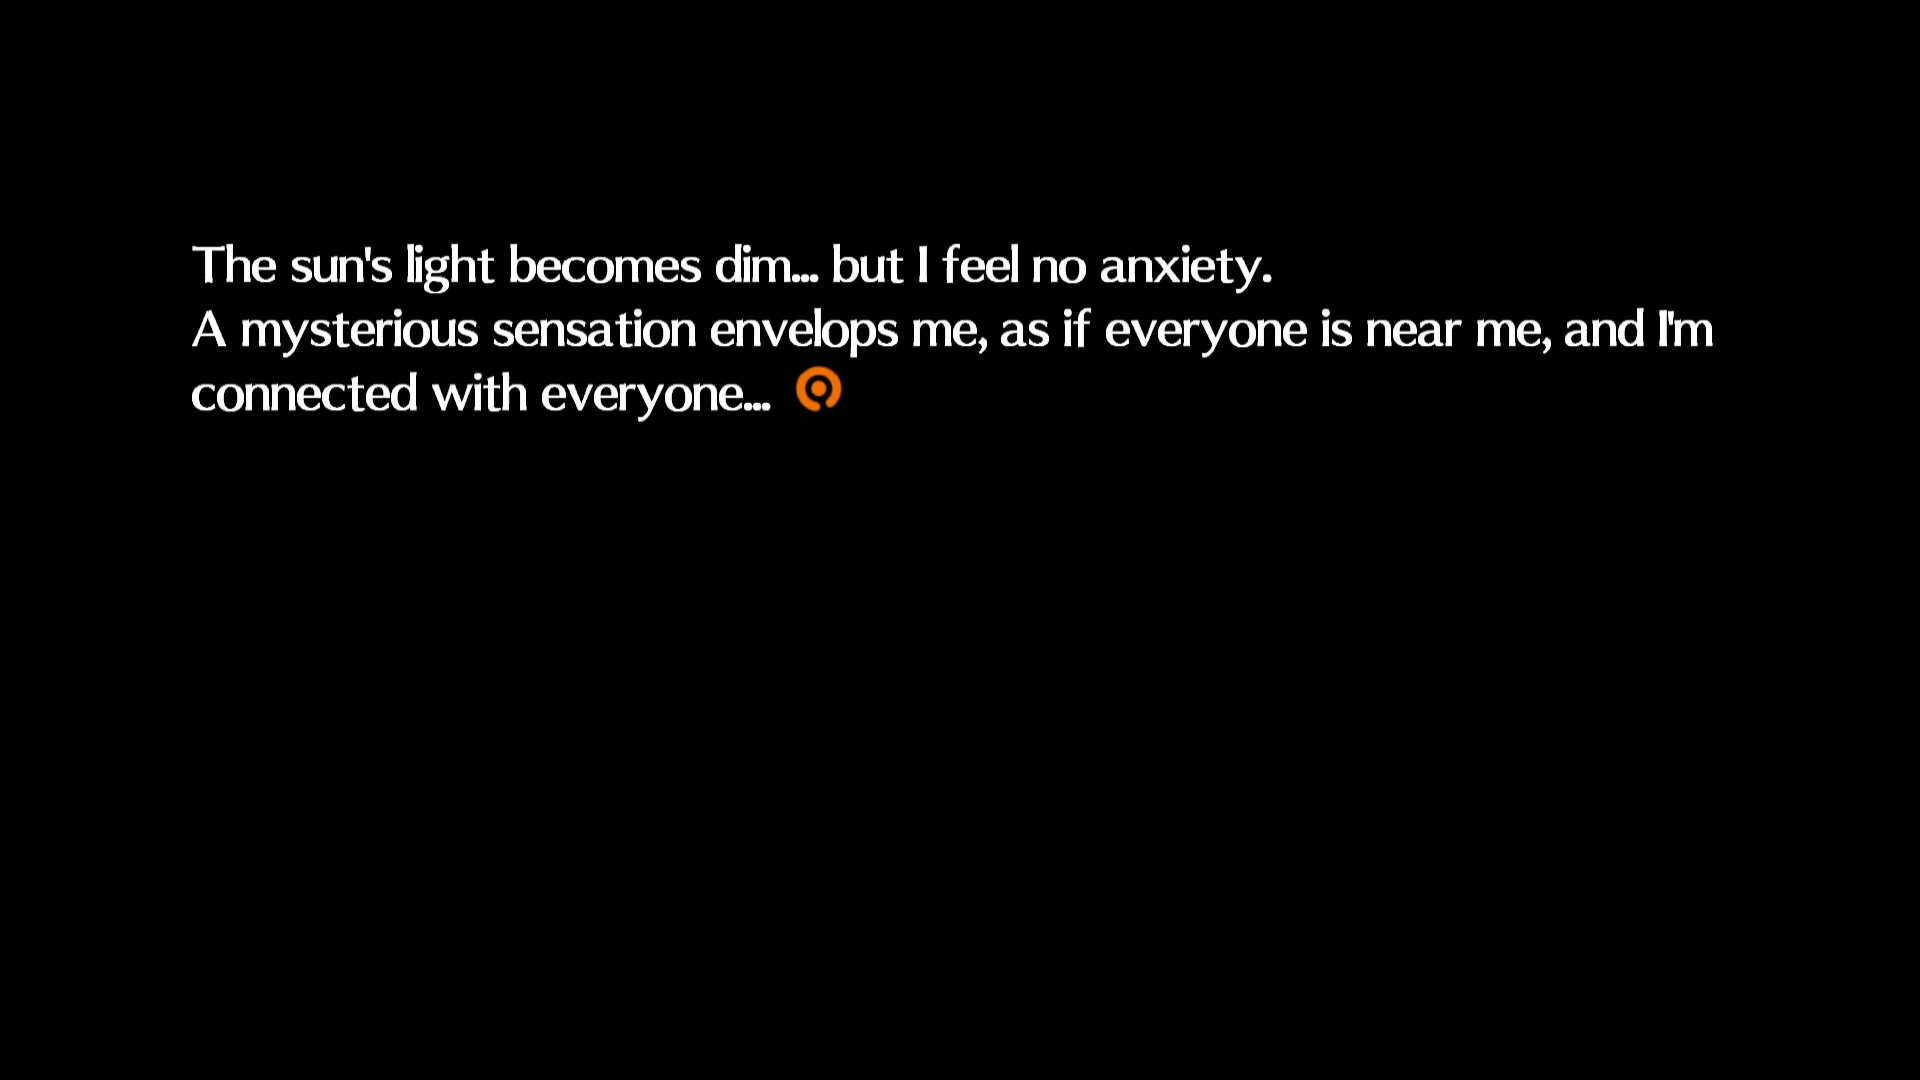 The sun's light becomes dim... but I feel no anxiety.
A mysterious sensation envelops me, as if everyone is near me, and I'm
connected with everyone...